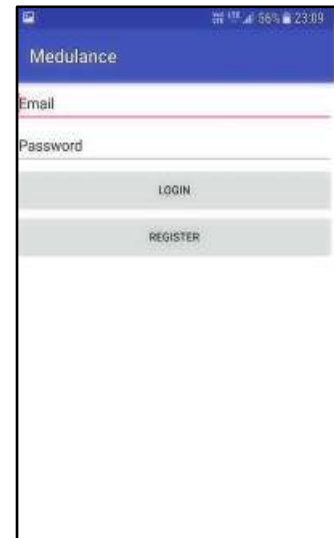 56% 23:09
Medulance
Email
Password
LOGIN
REGISTER